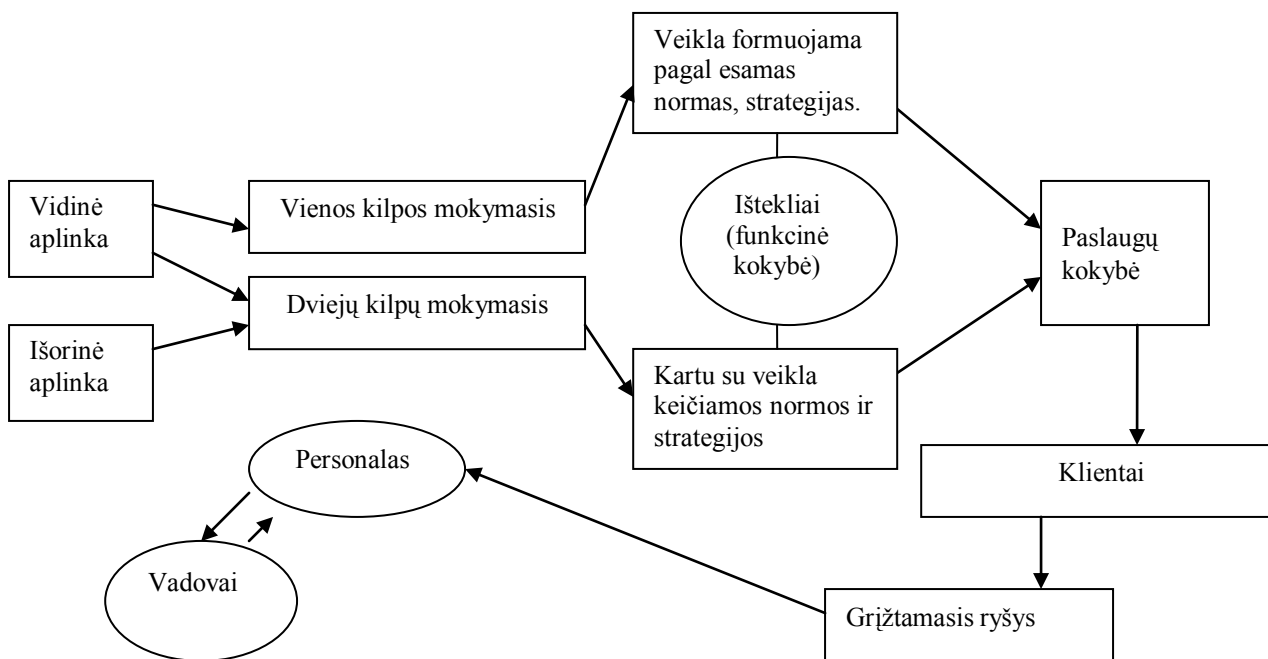 Veikla formuojama
pagal esamas
normas, strategijas.
Vidinė
aplinka
Vienos kilpos mokymasis
Ištekliai
(funkcinė
kokybė)
Paslaugų
kokybė
Dviejų kilpų mokymasis
Išorinė
aplinka
Kartu su veikla
keičiamos normos ir
strategijos
Personalas
Klientai
Vadovai
Grįžtamasis ryšys